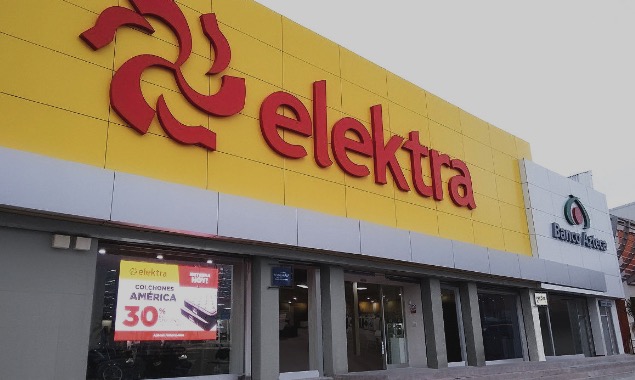 elektra
Banco Azteca
elektra
COLCHONES
AMÉRICA
30%